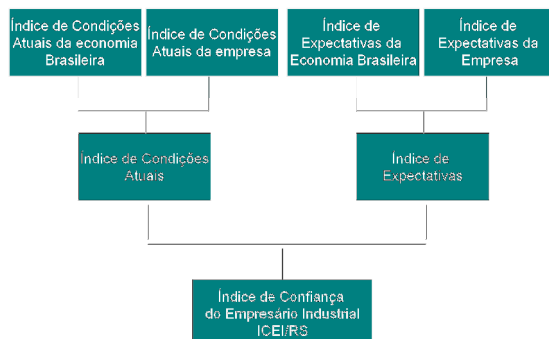 Índice de Condições
Atuais da economia
Brasileira
Índice de Condições
Atuais da empresa
Índice de
Expectativas da
Economia Brasileira
Índice de
Expectativas da
Empresa
Índice de Condições
Atuais
Índice de
Expectativas
Índice de Confiança
do Empresário Industrial
ICEI/RS